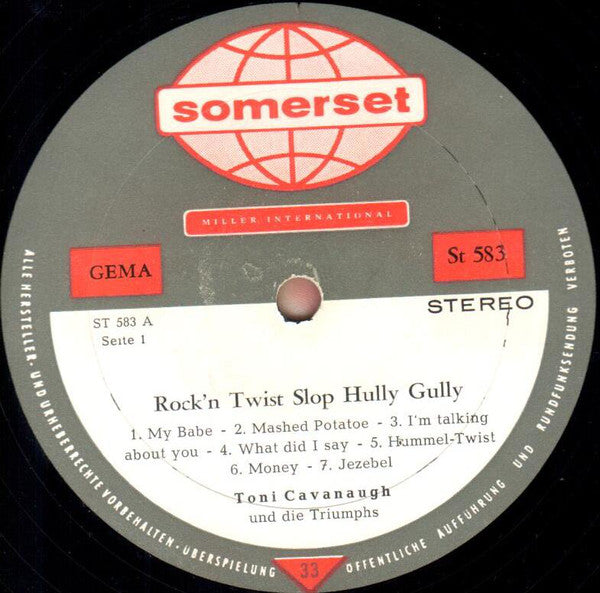 somerset
MILLER INTERNATIONAL
GEMA
St 583
ST 583 A
Seite 1
STEREO
Rock'n Twist Slop Hully Gully
1. My Babe - 2. Mashed Potatoe - 3. I'm talking
about you - 4. What did I say - 5. Hummel-Twist
6. Money - 7. Jezebel
Toni Cavanaugh
und die Triumphs
33
ALLE HERSTELLER- UND URHEBERRECHTE VORBEHALTEN · ÜBERSPIELUNG ÖFFENTLICHE AUFFÜHRUNG UND RUNDFUNKSENDUNG VERBOTEN